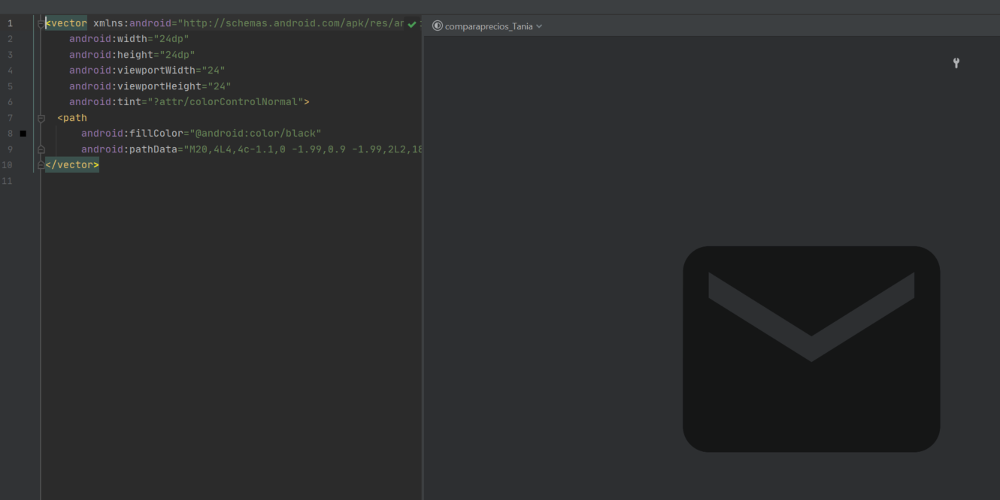 1 <vector xmlns:android="http://schemas.android.com/apk/res/an
2 android:width="24dp"
3 android:height="24dp"
4 android:viewportWidth="24"
5 android:viewportHeight="24"
6 android:tint="?attr/colorControlNormal">
7 <path
8 android:fillColor="@android:color/black"
9 android:pathData="M20,4L4,4c-1.1,0 -1.99,0.9 -1.99,2L2,18
10 </vector>
11
comparaprecios_Tania